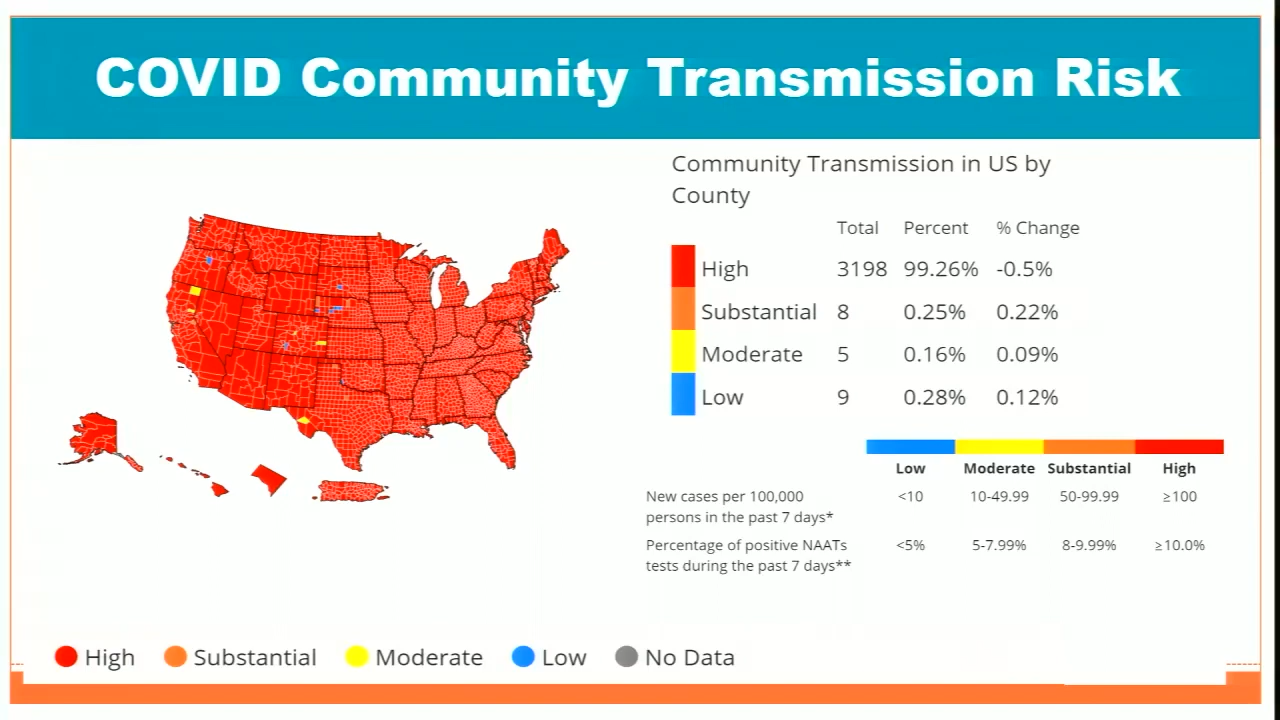 COVID Community Transmission Risk
Community Transmission in US by
County
Total Percent % Change
High 3198 99.26% -0.5%
Substantial 8 0.25% 0.22%
Moderate 5 0.16% 0.09%
Low 9 0.28% 0.12%
Low Moderate Substantial High
New cases per 100,000 <10 10-49.99 50-99.99 ≥100
persons in the past 7 days*
Percentage of positive NAATs <5% 5-7.99% 8-9.99% ≥10.0%
tests during the past 7 days**
High Substantial Moderate Low No Data